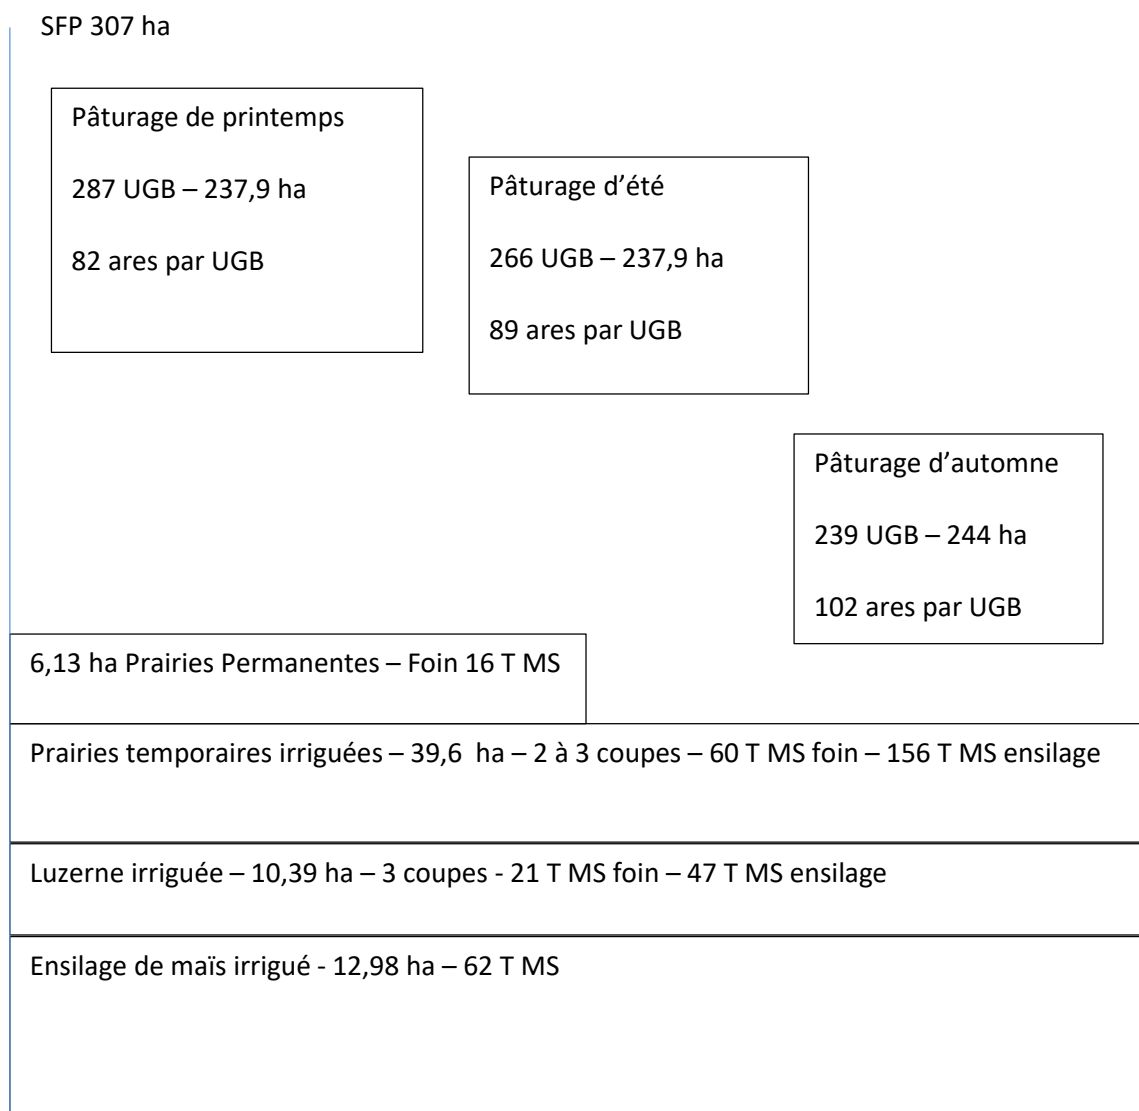 SFP 307 ha
Pâturage de printemps
287 UGB – 237,9 ha
82 ares par UGB
Pâturage d’été
266 UGB – 237,9 ha
89 ares par UGB
Pâturage d’automne
239 UGB – 244 ha
102 ares par UGB
6,13 ha Prairies Permanentes – Foin 16 T MS
Prairies temporaires irriguées – 39,6 ha – 2 à 3 coupes – 60 T MS foin – 156 T MS ensilage
Luzerne irriguée – 10,39 ha – 3 coupes - 21 T MS foin – 47 T MS ensilage
Ensilage de maïs irrigué - 12,98 ha – 62 T MS